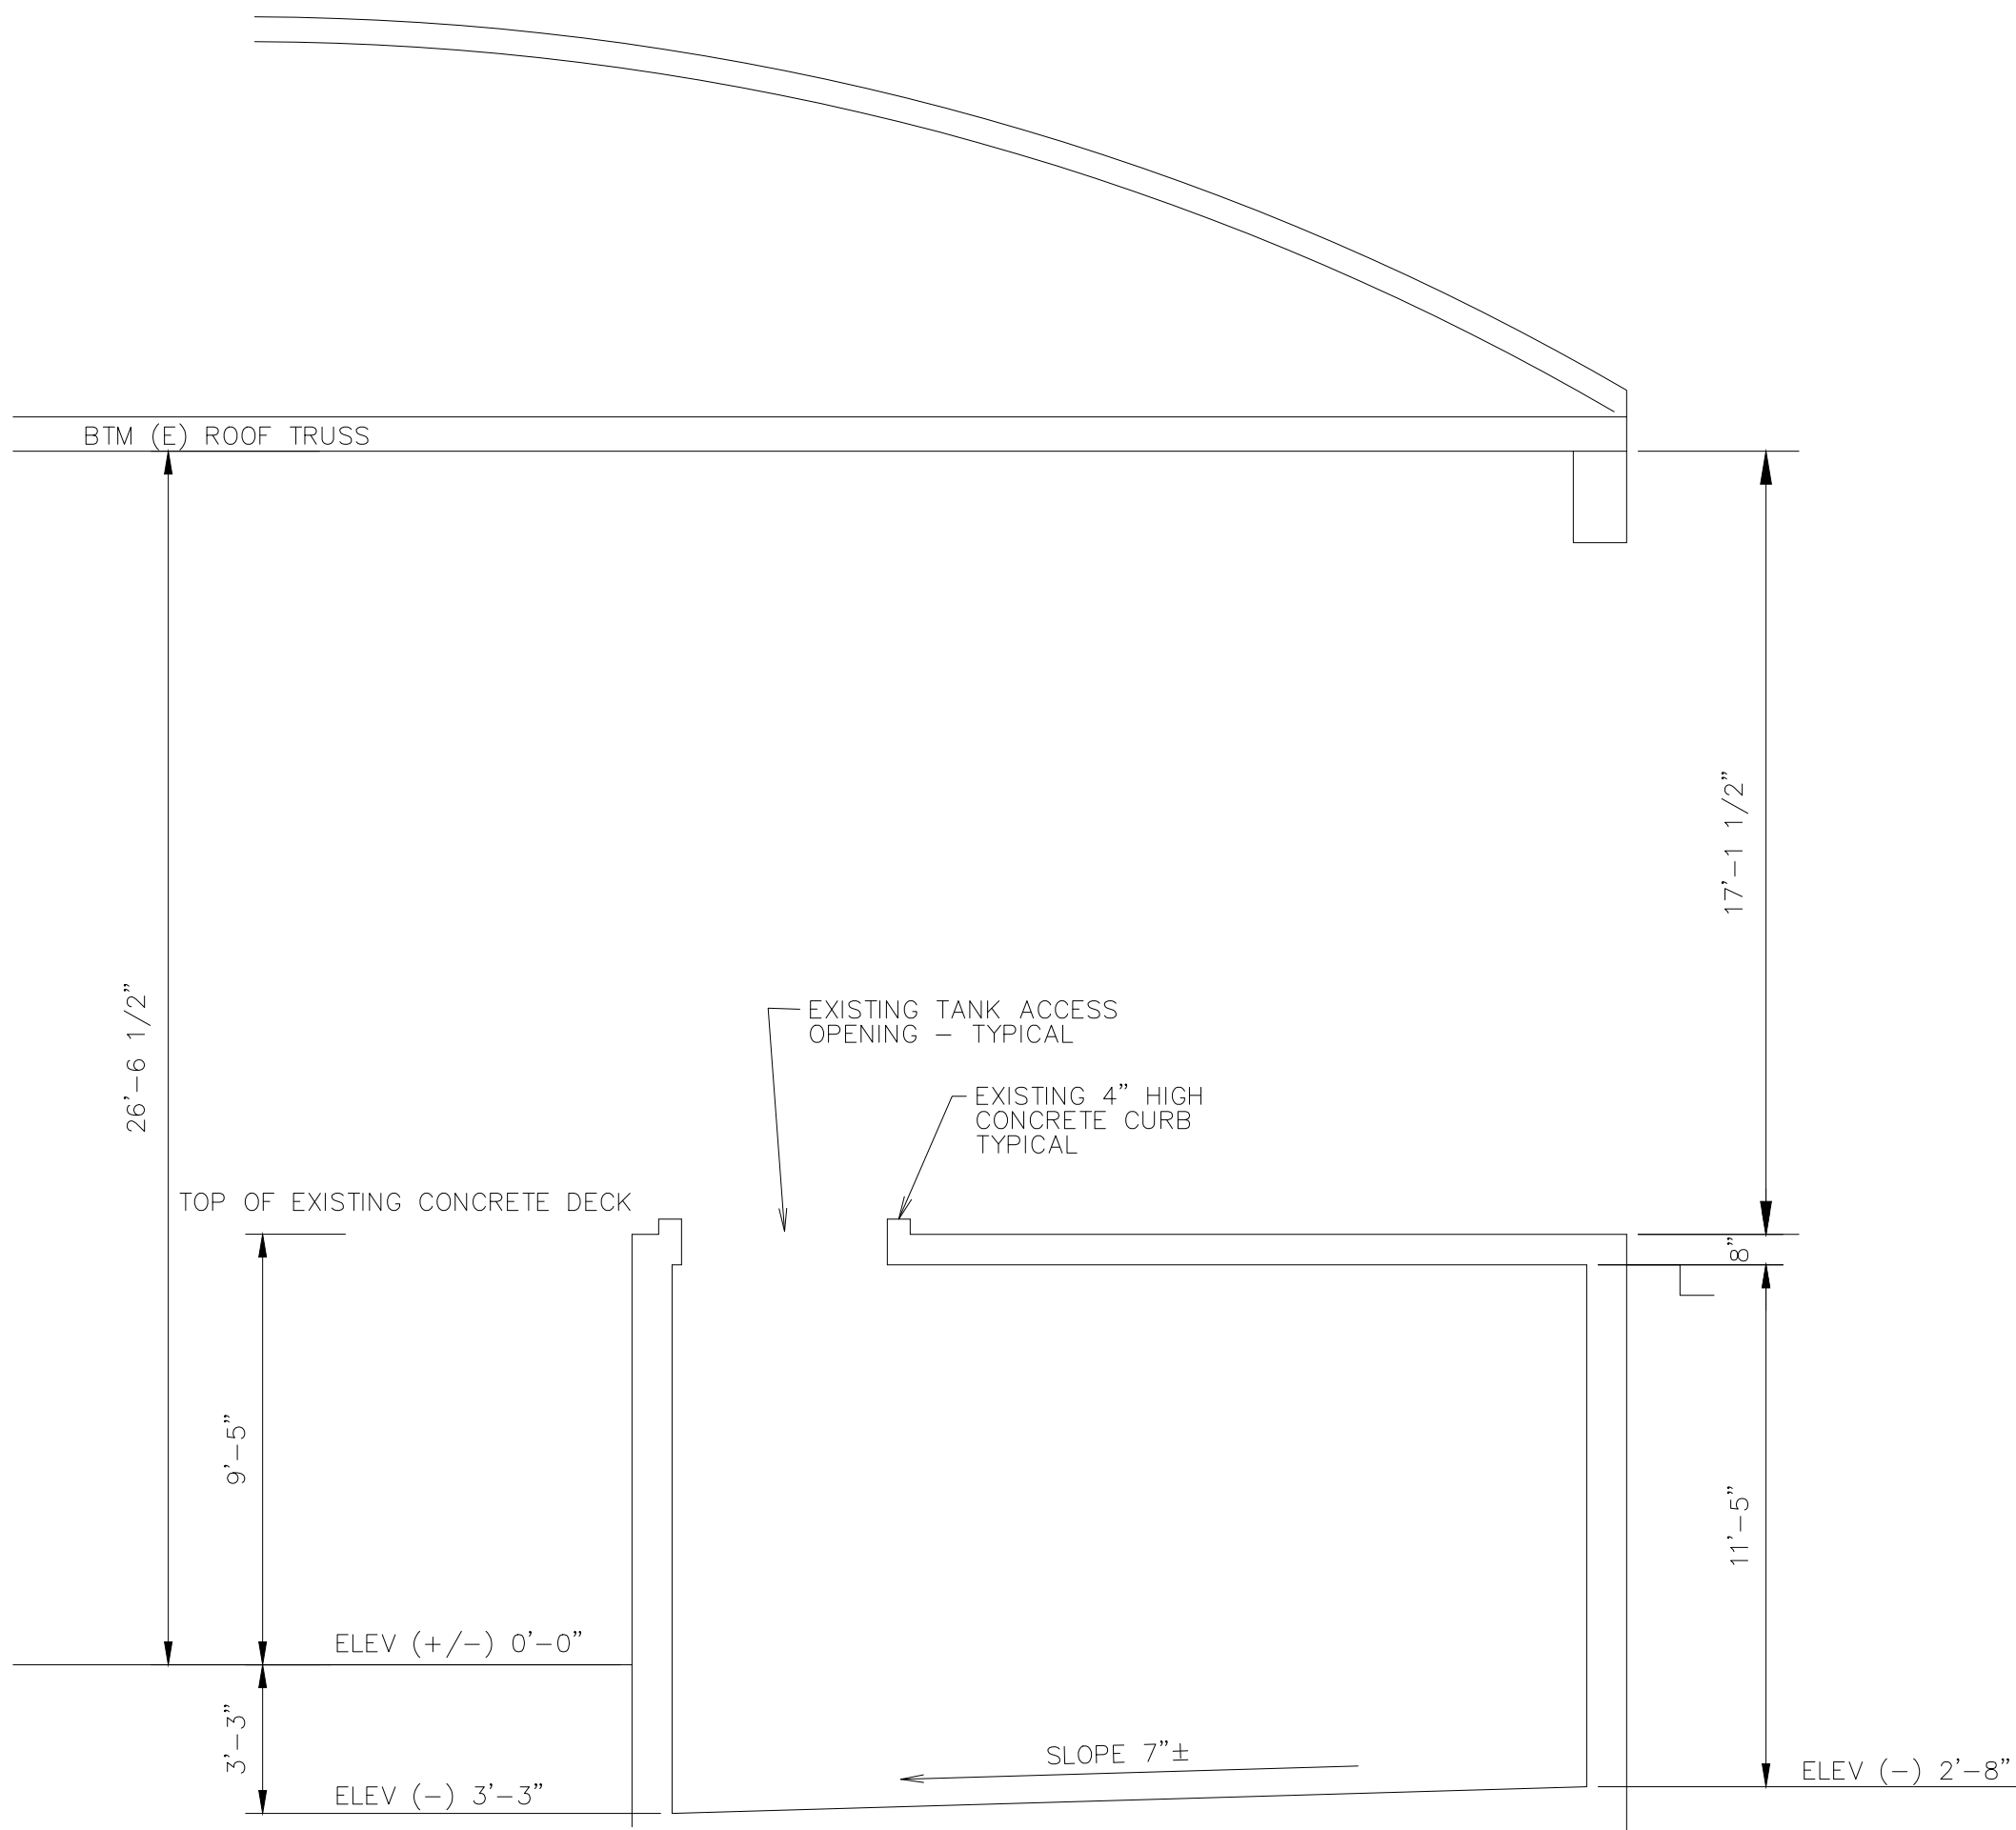 BTM (E) ROOF TRUSS
17'-1 1/2"
26'-6 1/2"
EXISTING TANK ACCESS
OPENING - TYPICAL
EXISTING 4" HIGH
CONCRETE CURB
TYPICAL
TOP OF EXISTING CONCRETE DECK
8"
9'-5"
11'-5"
ELEV (+/-) 0'-0"
3'-3"
SLOPE 7"±
ELEV (-) 2'-8"
ELEV (-) 3'-3"